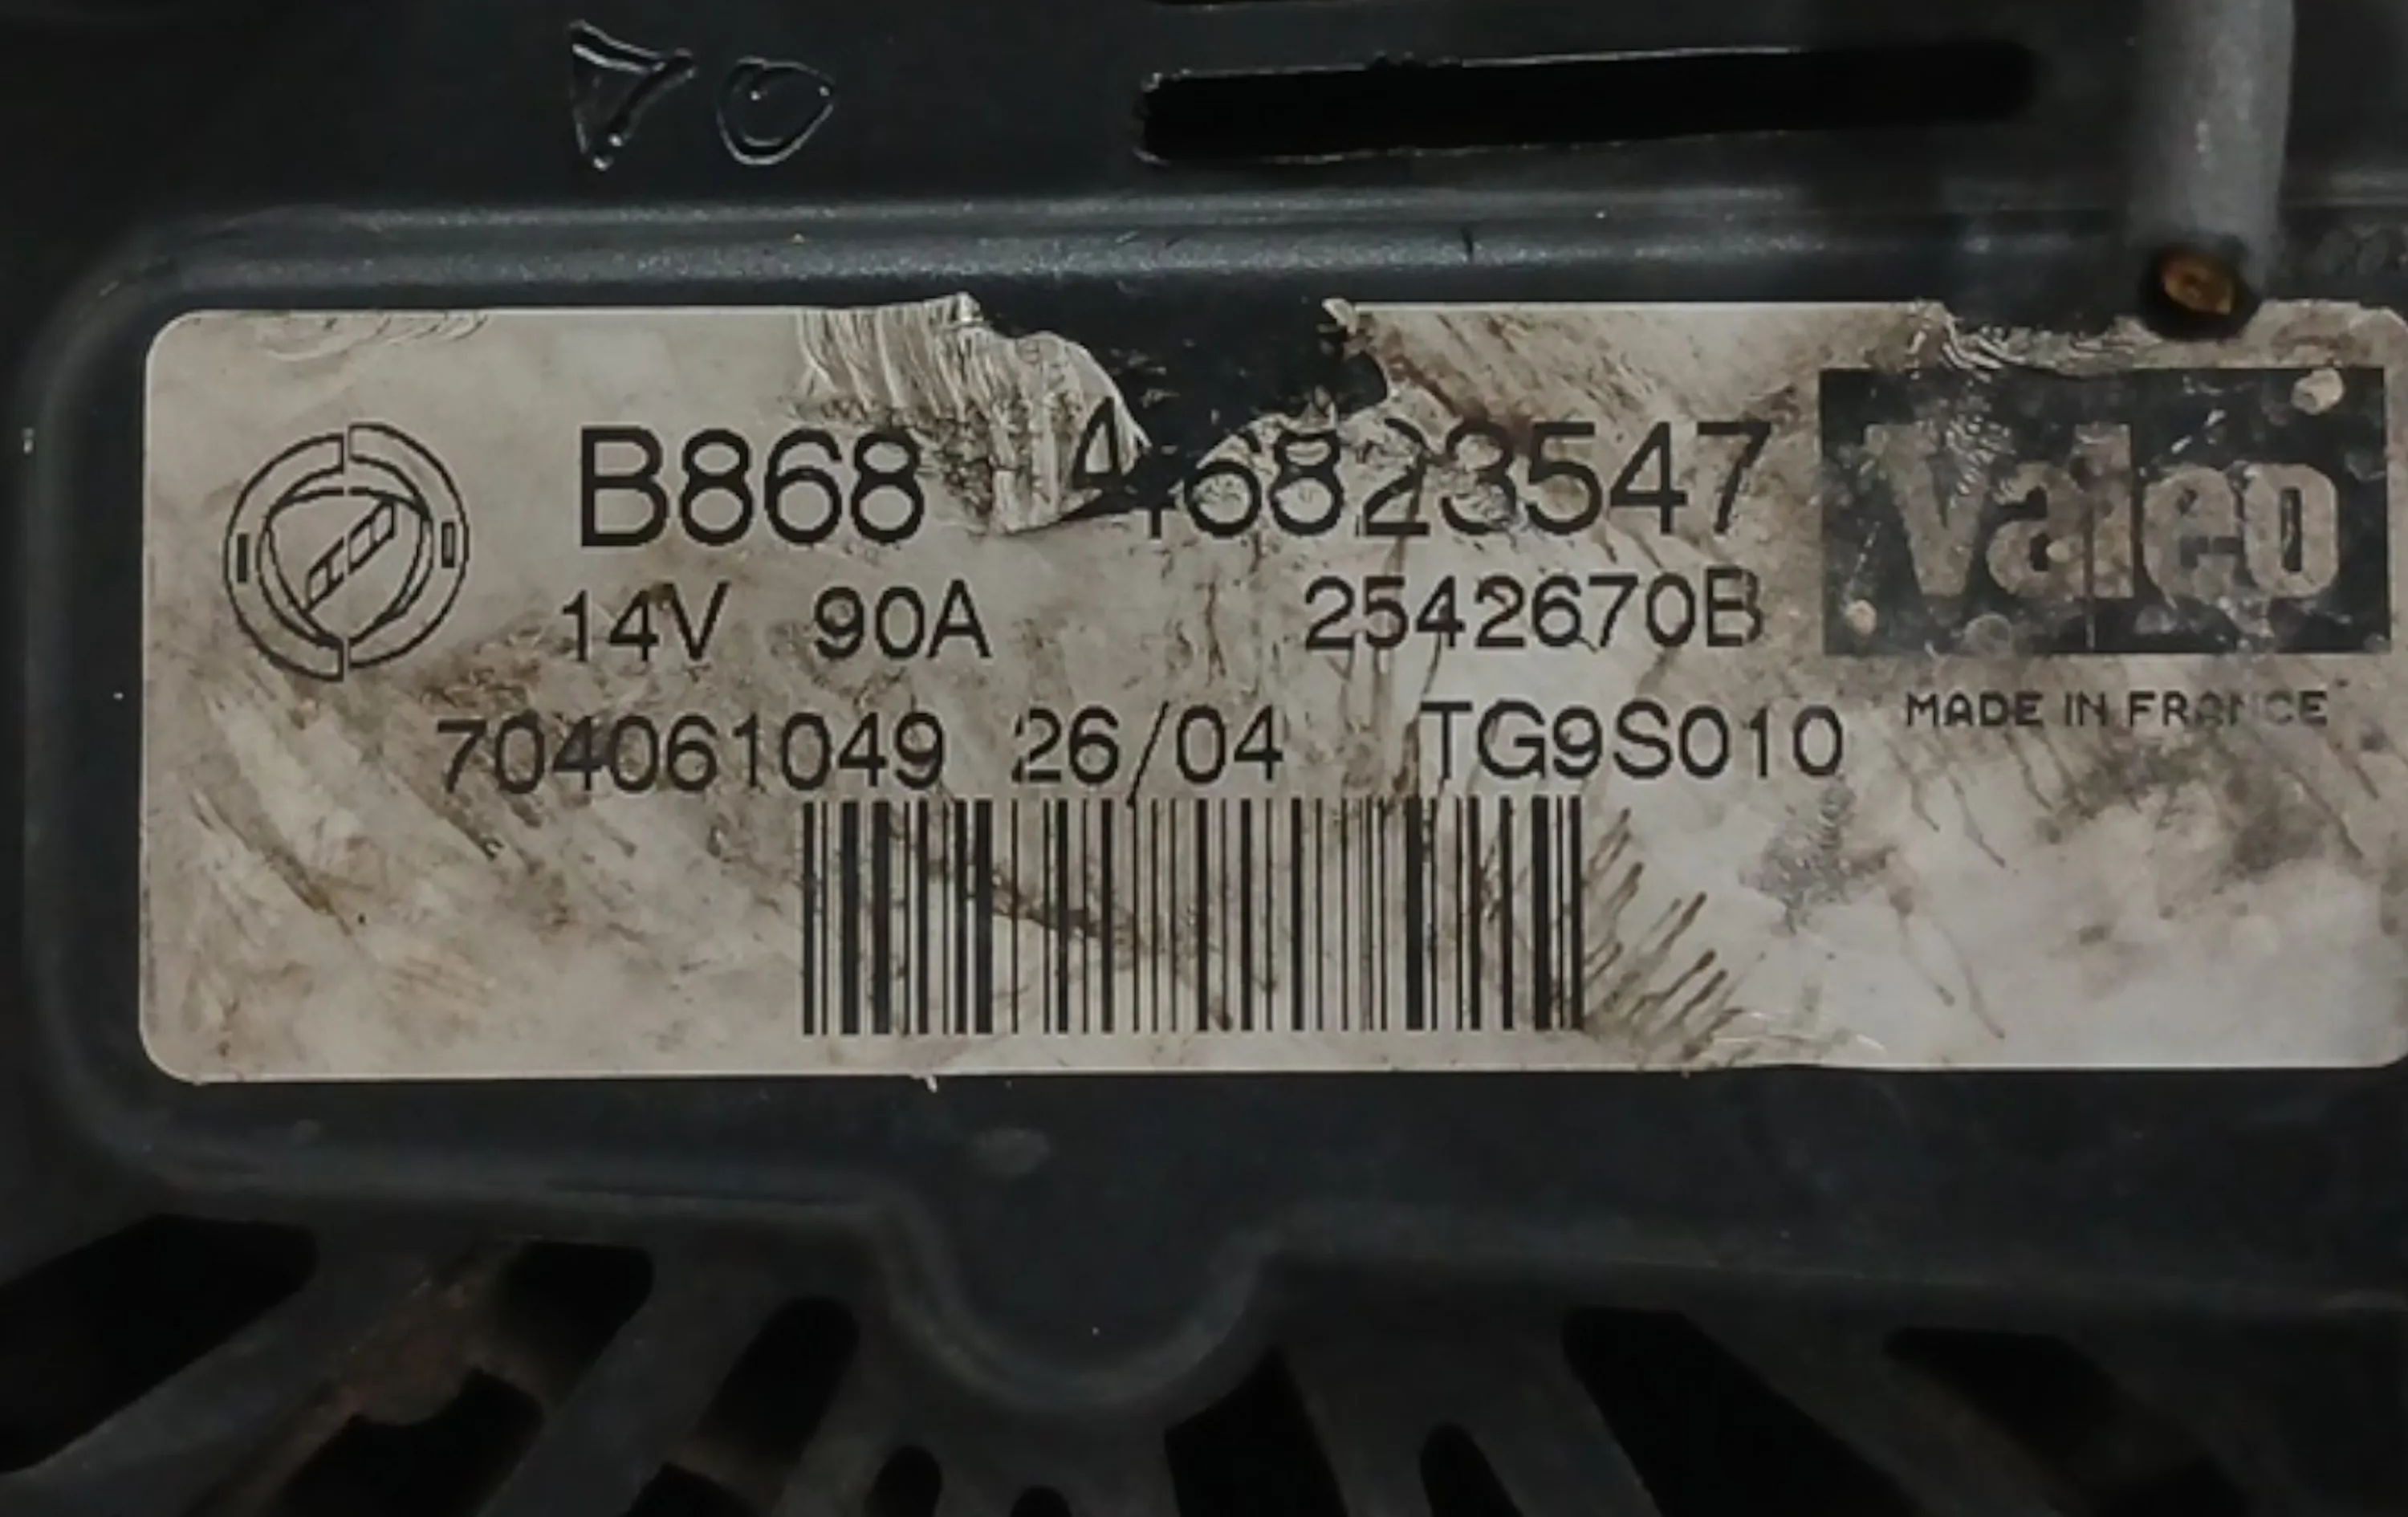 B868 46823547
Valeo
14V 90A 2542670B
MADE IN FRANCE
704061049 26/04 TG9S010